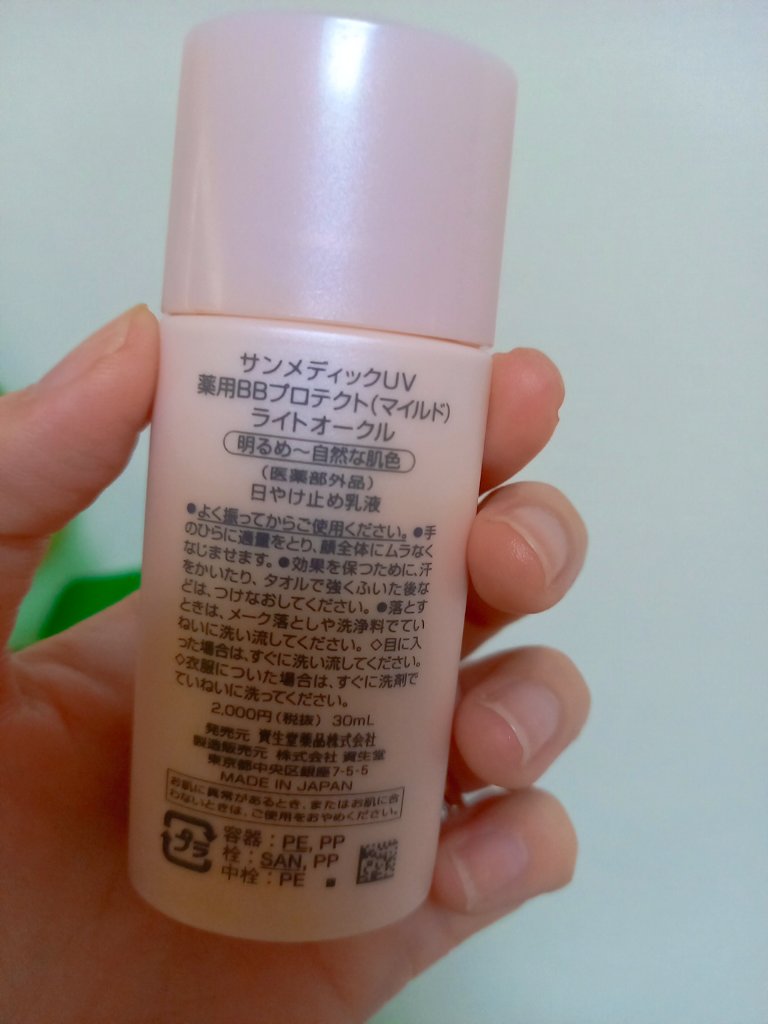 サンメディックUV
薬用BBプロテクト(マイルド)
ライトオークル
明るめ～自然な肌色
(医薬部外品)
日やけ止め乳液
●よく振ってからご使用ください。●手
のひらに適量をとり、顔全体にムラなく
なじませます。●効果を保つために、汗
をかいたり、タオルで強くふいた後な
どは、つけなおしてください。●落とす
ときは、メーク落としや洗浄料でてい
ねいに洗い流してください。◇目に入
った場合は、すぐに洗い流してください。
◇衣服についた場合は、すぐに洗剤で
ていねいに洗ってください。
2,000円(税抜) 30mL
発売元 資生堂薬品株式会社
製造販売元 株式会社 資生堂
東京都中央区銀座7-5-5
MADE IN JAPAN
お肌に異常があるとき、またはお肌に合
わないときは、ご使用をおやめください。
プラ
容器:PE, PP
栓:SAN, PP
中栓:PE